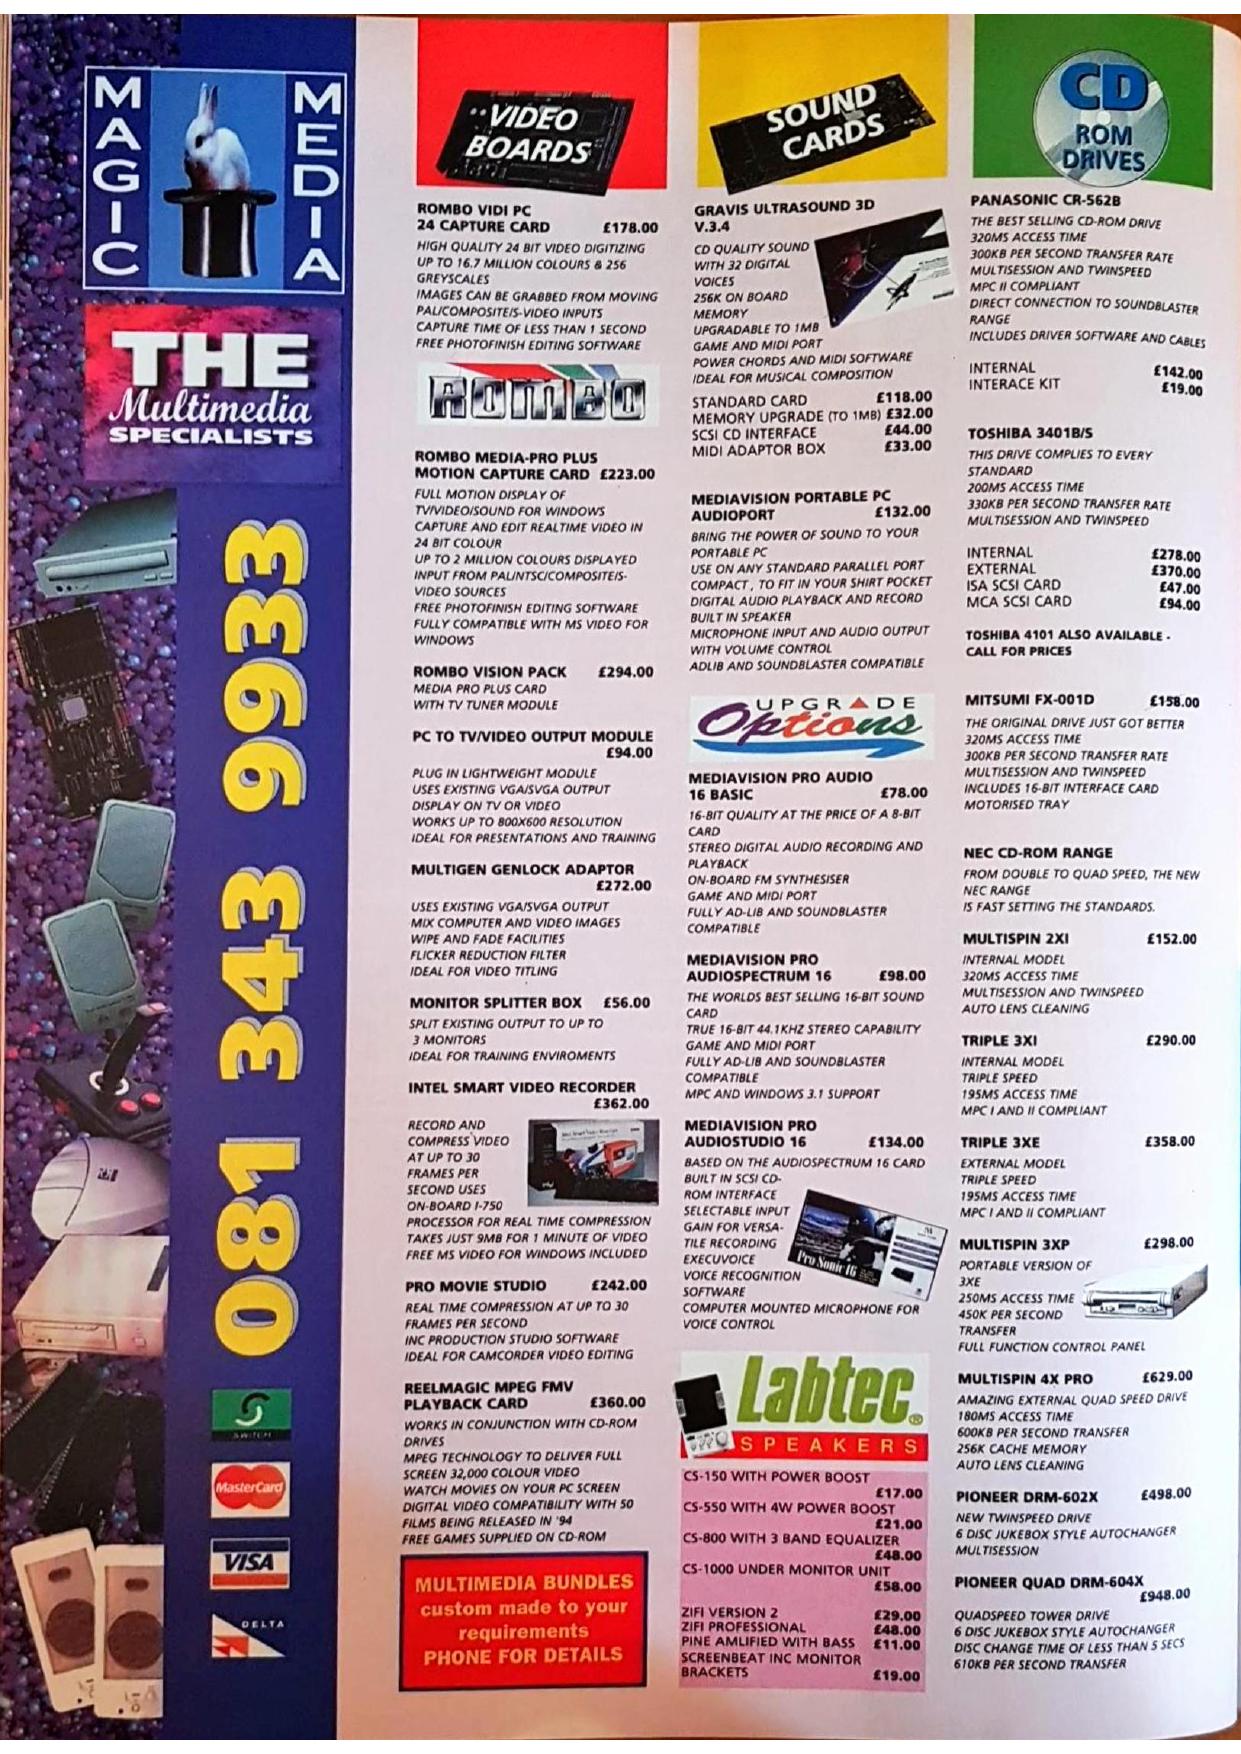 MAGIC
MEDIA
THE
Multimedia
SPECIALISTS
081 343 9933
SWITCH
MasterCard
VISA
DELTA
VIDEO
BOARDS
ROMBO VIDI PC
24 CAPTURE CARD £178.00
HIGH QUALITY 24 BIT VIDEO DIGITIZING
UP TO 16.7 MILLION COLOURS & 256
GREYSCALES
IMAGES CAN BE GRABBED FROM MOVING
PAL/COMPOSITE/S-VIDEO INPUTS
CAPTURE TIME OF LESS THAN 1 SECOND
FREE PHOTOFINISH EDITING SOFTWARE
ROMBO
ROMBO MEDIA-PRO PLUS
MOTION CAPTURE CARD £223.00
FULL MOTION DISPLAY OF
TV/VIDEO/SOUND FOR WINDOWS
CAPTURE AND EDIT REALTIME VIDEO IN
24 BIT COLOUR
UP TO 2 MILLION COLOURS DISPLAYED
INPUT FROM PAL/NTSC/COMPOSITE/S-
VIDEO SOURCES
FREE PHOTOFINISH EDITING SOFTWARE
FULLY COMPATIBLE WITH MS VIDEO FOR
WINDOWS
ROMBO VISION PACK £294.00
MEDIA PRO PLUS CARD
WITH TV TUNER MODULE
PC TO TV/VIDEO OUTPUT MODULE
£94.00
PLUG IN LIGHTWEIGHT MODULE
USES EXISTING VGA/SVGA OUTPUT
DISPLAY ON TV OR VIDEO
WORKS UP TO 800X600 RESOLUTION
IDEAL FOR PRESENTATIONS AND TRAINING
MULTIGEN GENLOCK ADAPTOR
£272.00
USES EXISTING VGA/SVGA OUTPUT
MIX COMPUTER AND VIDEO IMAGES
WIPE AND FADE FACILITIES
FLICKER REDUCTION FILTER
IDEAL FOR VIDEO TITLING
MONITOR SPLITTER BOX £56.00
SPLIT EXISTING OUTPUT TO UP TO
3 MONITORS
IDEAL FOR TRAINING ENVIROMENTS
INTEL SMART VIDEO RECORDER
£362.00
RECORD AND
COMPRESS VIDEO
AT UP TO 30
FRAMES PER
SECOND USES
ON-BOARD I-750
PROCESSOR FOR REAL TIME COMPRESSION
TAKES JUST 9MB FOR 1 MINUTE OF VIDEO
FREE MS VIDEO FOR WINDOWS INCLUDED
PRO MOVIE STUDIO £242.00
REAL TIME COMPRESSION AT UP TO 30
FRAMES PER SECOND
INC PRODUCTION STUDIO SOFTWARE
IDEAL FOR CAMCORDER VIDEO EDITING
REELMAGIC MPEG FMV
PLAYBACK CARD £360.00
WORKS IN CONJUNCTION WITH CD-ROM
DRIVES
MPEG TECHNOLOGY TO DELIVER FULL
SCREEN 32,000 COLOUR VIDEO
WATCH MOVIES ON YOUR PC SCREEN
DIGITAL VIDEO COMPATIBILITY WITH 50
FILMS BEING RELEASED IN '94
FREE GAMES SUPPLIED ON CD-ROM
MULTIMEDIA BUNDLES
custom made to your
requirements
PHONE FOR DETAILS
SOUND
CARDS
GRAVIS ULTRASOUND 3D
V.3.4
CD QUALITY SOUND
WITH 32 DIGITAL
VOICES
256K ON BOARD
MEMORY
UPGRADABLE TO 1MB
GAME AND MIDI PORT
POWER CHORDS AND MIDI SOFTWARE
IDEAL FOR MUSICAL COMPOSITION
STANDARD CARD £118.00
MEMORY UPGRADE (TO 1MB) £32.00
SCSI CD INTERFACE £44.00
MIDI ADAPTOR BOX £33.00
MEDIAVISION PORTABLE PC
AUDIOPORT £132.00
BRING THE POWER OF SOUND TO YOUR
PORTABLE PC
USE ON ANY STANDARD PARALLEL PORT
COMPACT, TO FIT IN YOUR SHIRT POCKET
DIGITAL AUDIO PLAYBACK AND RECORD
BUILT IN SPEAKER
MICROPHONE INPUT AND AUDIO OUTPUT
WITH VOLUME CONTROL
ADLIB AND SOUNDBLASTER COMPATIBLE
UPGRADE
Options
MEDIAVISION PRO AUDIO
16 BASIC £78.00
16-BIT QUALITY AT THE PRICE OF A 8-BIT
CARD
STEREO DIGITAL AUDIO RECORDING AND
PLAYBACK
ON-BOARD FM SYNTHESISER
GAME AND MIDI PORT
FULLY AD-LIB AND SOUNDBLASTER
COMPATIBLE
MEDIAVISION PRO
AUDIOSPECTRUM 16 £98.00
THE WORLDS BEST SELLING 16-BIT SOUND
CARD
TRUE 16-BIT 44.1KHZ STEREO CAPABILITY
GAME AND MIDI PORT
FULLY AD-LIB AND SOUNDBLASTER
COMPATIBLE
MPC AND WINDOWS 3.1 SUPPORT
MEDIAVISION PRO
AUDIOSTUDIO 16 £134.00
BASED ON THE AUDIOSPECTRUM 16 CARD
BUILT IN SCSI CD-
ROM INTERFACE
SELECTABLE INPUT
GAIN FOR VERSA-
TILE RECORDING
EXECUVOICE
VOICE RECOGNITION
SOFTWARE
COMPUTER MOUNTED MICROPHONE FOR
VOICE CONTROL
Pro Sonic 16
Labtec®
SPEAKERS
CS-150 WITH POWER BOOST
£17.00
CS-550 WITH 4W POWER BOOST
£21.00
CS-800 WITH 3 BAND EQUALIZER
£48.00
CS-1000 UNDER MONITOR UNIT
£58.00
ZIFI VERSION 2 £29.00
ZIFI PROFESSIONAL £48.00
PINE AMLIFIED WITH BASS £11.00
SCREENBEAT INC MONITOR
BRACKETS £19.00
CD
ROM
DRIVES
PANASONIC CR-562B
THE BEST SELLING CD-ROM DRIVE
320MS ACCESS TIME
300KB PER SECOND TRANSFER RATE
MULTISESSION AND TWINSPEED
MPC II COMPLIANT
DIRECT CONNECTION TO SOUNDBLASTER
RANGE
INCLUDES DRIVER SOFTWARE AND CABLES
INTERNAL £142.00
INTERACE KIT £19.00
TOSHIBA 3401B/S
THIS DRIVE COMPLIES TO EVERY
STANDARD
200MS ACCESS TIME
330KB PER SECOND TRANSFER RATE
MULTISESSION AND TWINSPEED
INTERNAL £278.00
EXTERNAL £370.00
ISA SCSI CARD £47.00
MCA SCSI CARD £94.00
TOSHIBA 4101 ALSO AVAILABLE -
CALL FOR PRICES
MITSUMI FX-001D £158.00
THE ORIGINAL DRIVE JUST GOT BETTER
320MS ACCESS TIME
300KB PER SECOND TRANSFER RATE
MULTISESSION AND TWINSPEED
INCLUDES 16-BIT INTERFACE CARD
MOTORISED TRAY
NEC CD-ROM RANGE
FROM DOUBLE TO QUAD SPEED, THE NEW
NEC RANGE
IS FAST SETTING THE STANDARDS.
MULTISPIN 2XI £152.00
INTERNAL MODEL
320MS ACCESS TIME
MULTISESSION AND TWINSPEED
AUTO LENS CLEANING
TRIPLE 3XI £290.00
INTERNAL MODEL
TRIPLE SPEED
195MS ACCESS TIME
MPC I AND II COMPLIANT
TRIPLE 3XE £358.00
EXTERNAL MODEL
TRIPLE SPEED
195MS ACCESS TIME
MPC I AND II COMPLIANT
MULTISPIN 3XP £298.00
PORTABLE VERSION OF
3XE
250MS ACCESS TIME
450K PER SECOND
TRANSFER
FULL FUNCTION CONTROL PANEL
MULTISPIN 4X PRO £629.00
AMAZING EXTERNAL QUAD SPEED DRIVE
180MS ACCESS TIME
600KB PER SECOND TRANSFER
256K CACHE MEMORY
AUTO LENS CLEANING
PIONEER DRM-602X £498.00
NEW TWINSPEED DRIVE
6 DISC JUKEBOX STYLE AUTOCHANGER
MULTISESSION
PIONEER QUAD DRM-604X
£948.00
QUADSPEED TOWER DRIVE
6 DISC JUKEBOX STYLE AUTOCHANGER
DISC CHANGE TIME OF LESS THAN 5 SECS
610KB PER SECOND TRANSFER